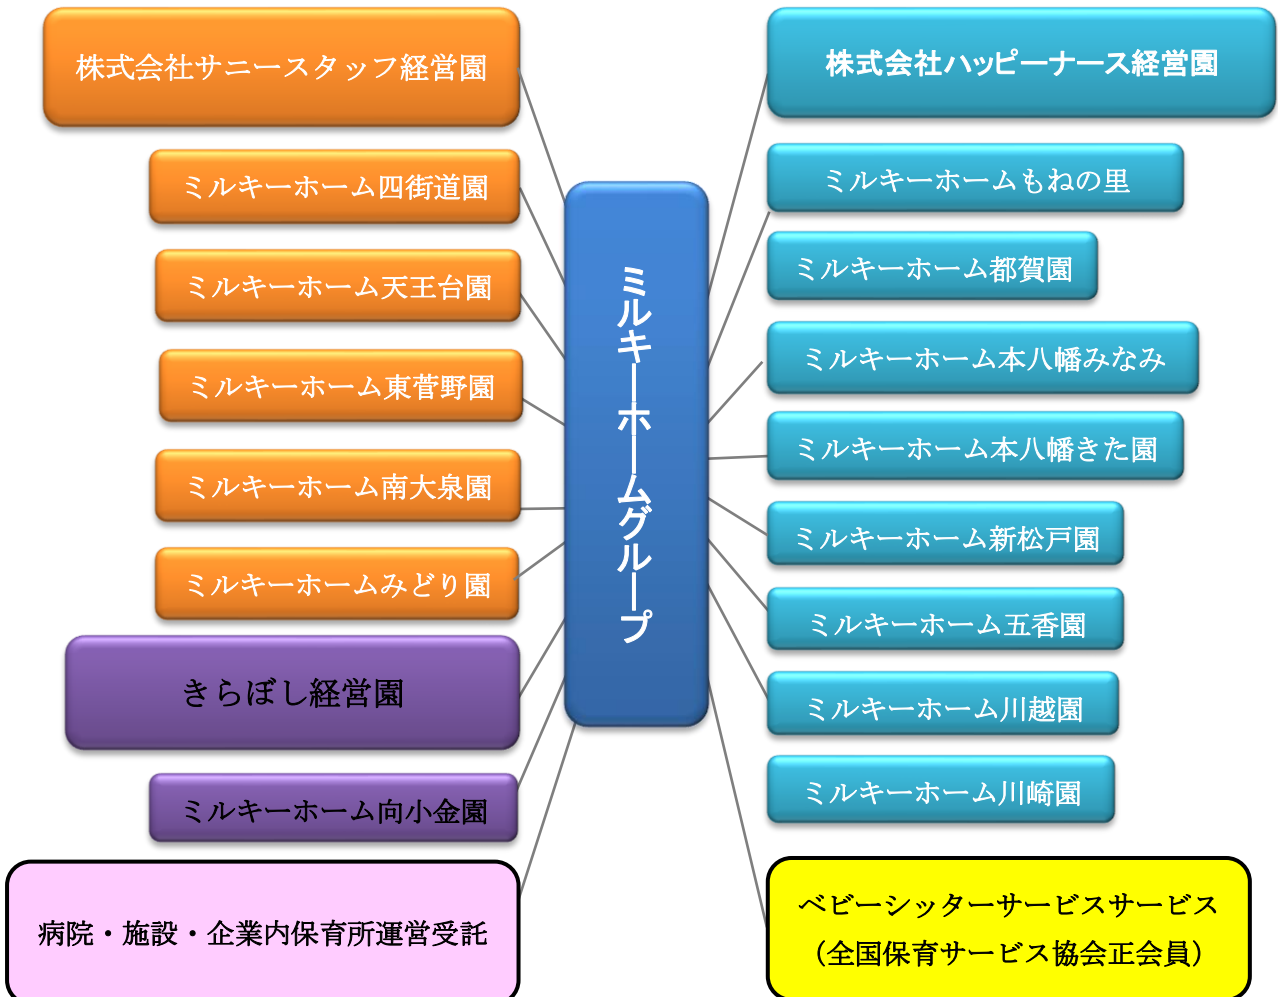 株式会社サニースタッフ経営園
ミルキーホーム四街道園
ミルキーホーム天王台園
ミルキーホーム東菅野園
ミルキーホーム南大泉園
ミルキーホームみどり園
きらぼし経営園
ミルキーホーム向小金園
病院・施設・企業内保育所運営受託
ミルキーホームグループ
株式会社ハッピーナース経営園
ミルキーホームもねの里
ミルキーホーム都賀園
ミルキーホーム本八幡みなみ
ミルキーホーム本八幡きた園
ミルキーホーム新松戸園
ミルキーホーム五香園
ミルキーホーム川越園
ミルキーホーム川崎園
ベビーシッターサービスサービス
（全国保育サービス協会正会員）